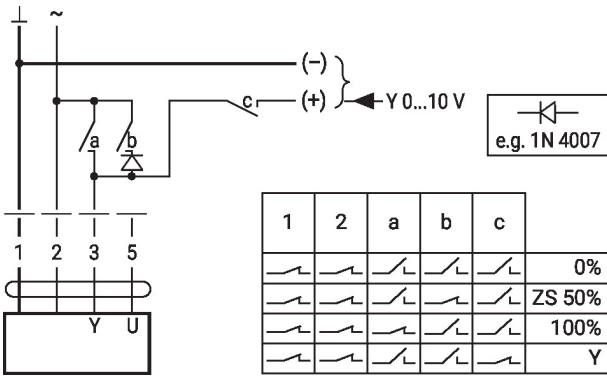 ⊥ ~
(–)
c (+) Y 0...10 V
a b
e.g. 1N 4007
1 2 3 5
Y U
1 2 a b c
0%
ZS 50%
100%
Y